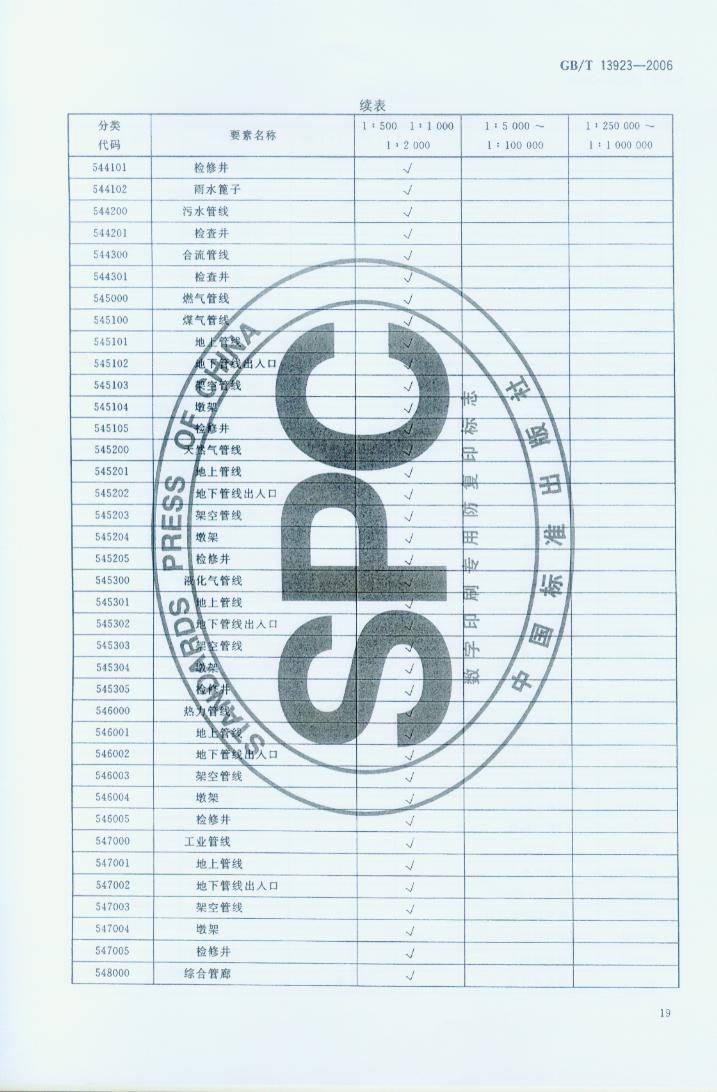 GB/T 13923—2006
续表
分类代码 要素名称 1∶500 1∶1 000 1∶2 000 1∶5 000～1∶100 000 1∶250 000～1∶1 000 000
544101 检修井 √
544102 雨水篦子 √
544200 污水管线 √
544201 检查井 √
544300 合流管线 √
544301 检查井 √
545000 燃气管线 √
545100 煤气管线 √
545101 地上管线 √
545102 地下管线出入口 √
545103 架空管线 √
545104 墩架 √
545105 检修井 √
545200 天然气管线 √
545201 地上管线 √
545202 地下管线出入口 √
545203 架空管线 √
545204 墩架 √
545205 检修井 √
545300 液化气管线 √
545301 地上管线 √
545302 地下管线出入口 √
545303 架空管线 √
545304 墩架 √
545305 检修井 √
546000 热力管线 √
546001 地上管线 √
546002 地下管线出入口 √
546003 架空管线 √
546004 墩架 √
546005 检修井 √
547000 工业管线 √
547001 地上管线 √
547002 地下管线出入口 √
547003 架空管线 √
547004 墩架 √
547005 检修井 √
548000 综合管廊 √
STANDARDS PRESS OF CHINA
SPC
数字印刷专用防复印标志
中国标准出版社
19